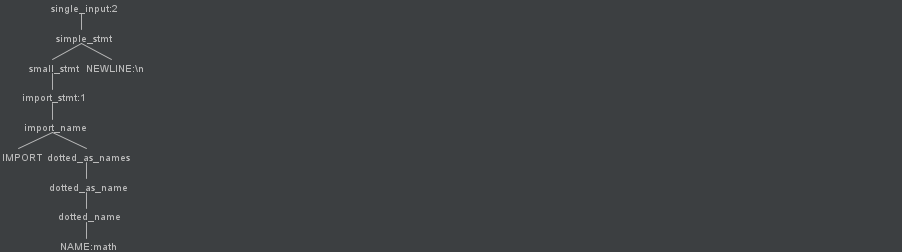 single_input:2
simple_stmt
small_stmt NEWLINE:\n
import_stmt:1
import_name
IMPORT dotted_as_names
dotted_as_name
dotted_name
NAME:math